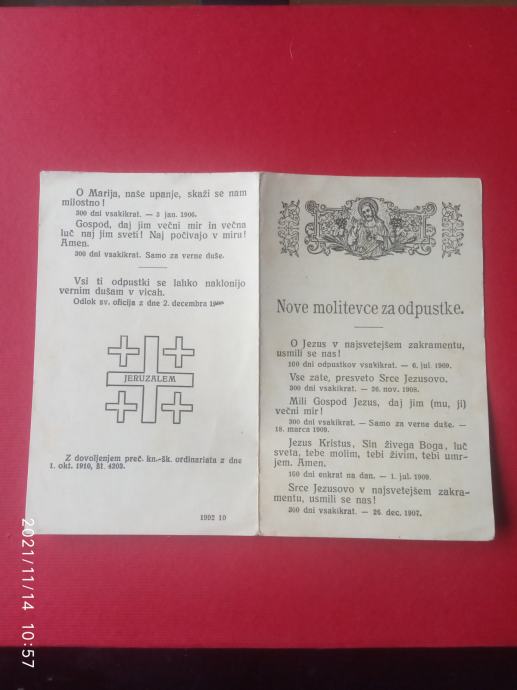 O Marija, naše upanje, skaži se nam
milostno!
300 dni vsakikrat. — 3 jan. 1906.
Gospod, daj jim večni mir in večna
luč naj jim sveti! Naj počivajo v miru!
Amen.
300 dni vsakikrat. Samo za verne duše.
Vsi ti odpustki se lahko naklonijo
vernim dušam v vicah.
Odlok sv. oficija z dne 2. decembra
JERUZALEM
Z dovoljenjem preč. kn.-šk. ordinariata z dne
1. okt. 1910, št. 4203.
1992 10
Nove molitevce za odpustke.
O Jezus v najsvetejšem zakramentu,
usmili se nas!
100 dni odpustkov vsakikrat. — 6. jul. 1909.
Vse zate, presveto Srce Jezusovo.
300 dni vsakikrat. — 26. nov. 1908.
Mili Gospod Jezus, daj jim (mu, ji)
večni mir!
300 dni vsakikrat. — Samo za verne duše. —
18. marca 1909.
Jezus Kristus, Sin živega Boga, luč
sveta, tebe molim, tebi živim, tebi umr-
jem. Amen.
100 dni enkrat na dan. — 1. jul. 1909.
Srce Jezusovo v najsvetejšem zakra-
mentu, usmili se nas!
300 dni vsakikrat. — 26. dec. 1907.
2021/11/14 10:57